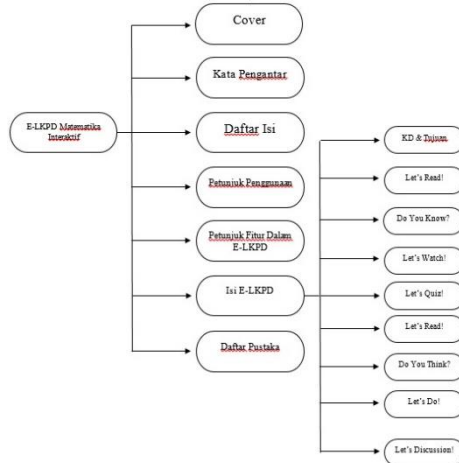 E-LKPD Matematika
Interaktif
Cover
Kata Pengantar
Daftar Isi
Petunjuk Penggunaan
Petunjuk Fitur Dalam
E-LKPD
Isi E-LKPD
Daftar Pustaka
KD & Tujuan
Let's Read!
Do You Know?
Let's Watch!
Let's Quiz!
Let's Read!
Do You Think?
Let's Do!
Let's Discussion!